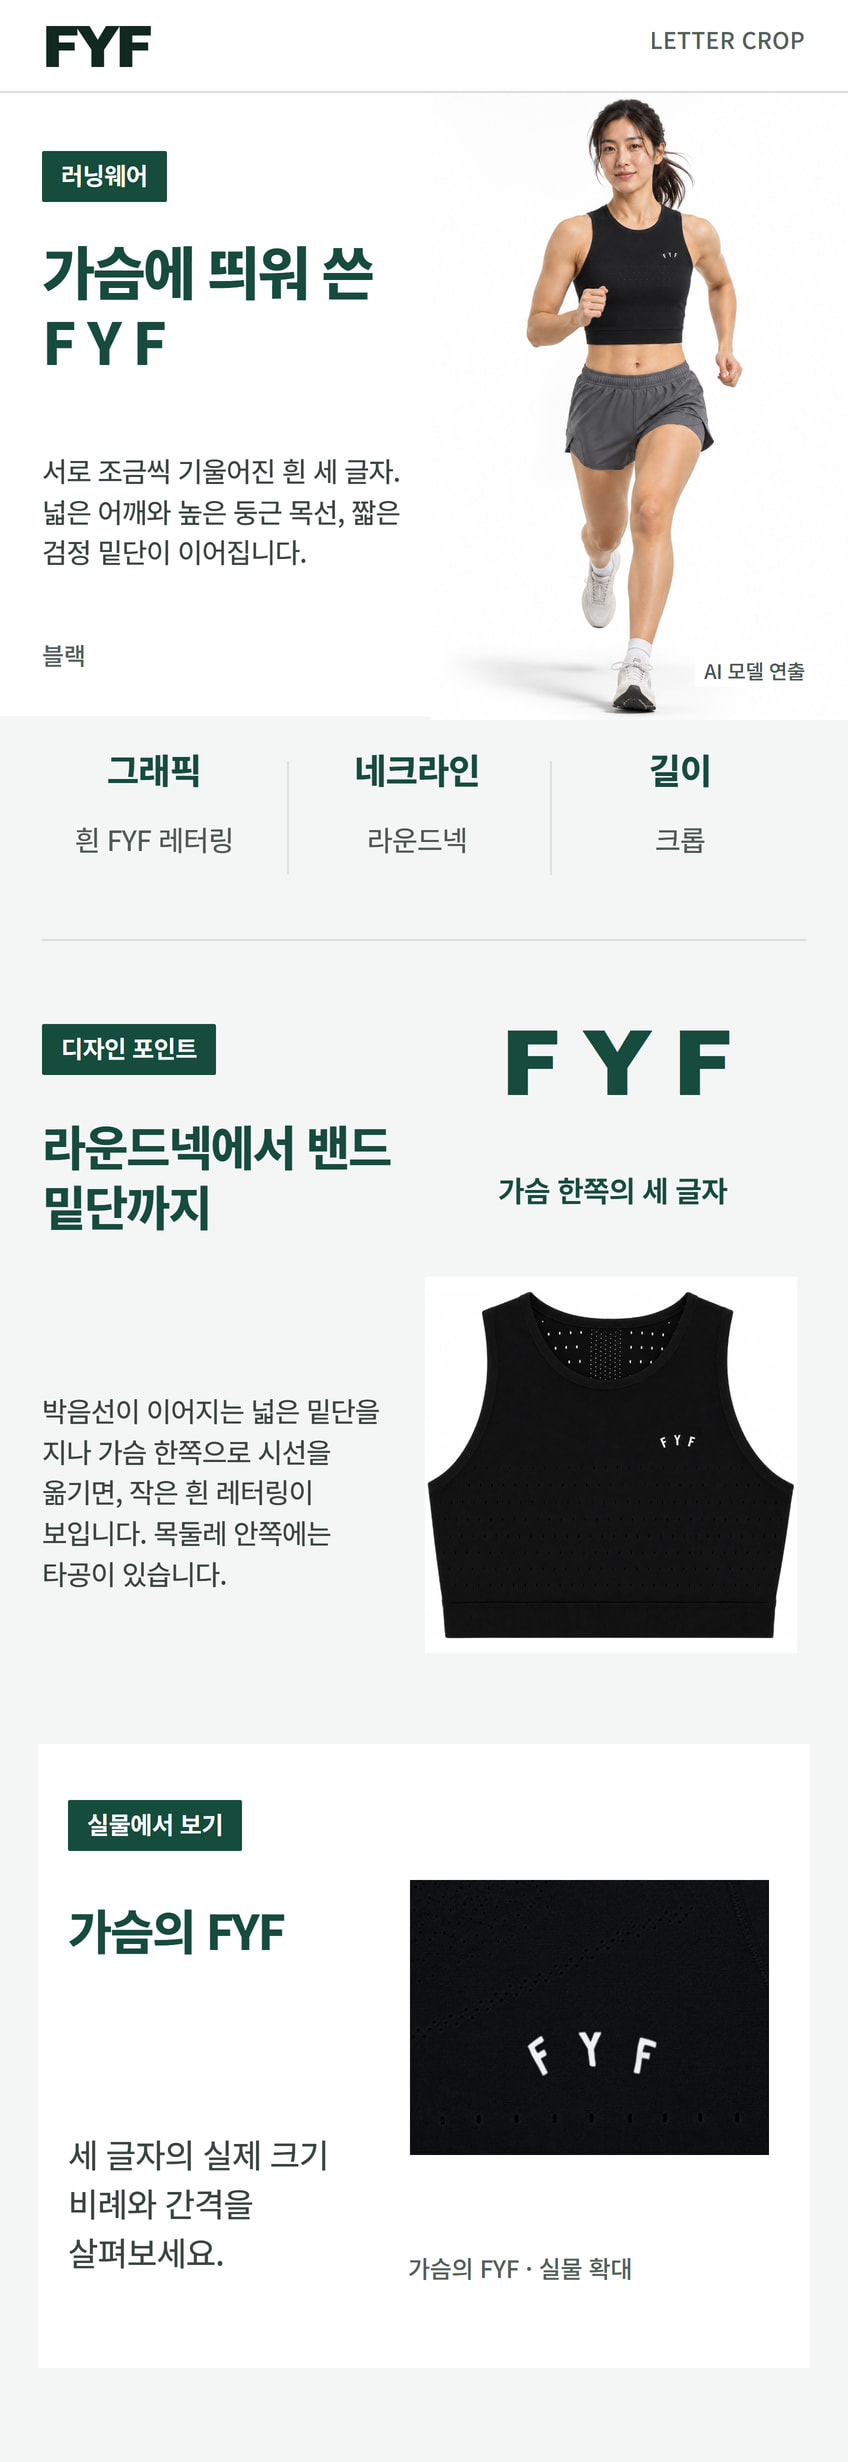 FYF
LETTER CROP
러닝웨어
가슴에 띄워 쓴
F Y F
서로 조금씩 기울어진 흰 세 글자.
넓은 어깨와 높은 둥근 목선, 짧은
검정 밑단이 이어집니다.
블랙
FYF
AI 모델 연출
그래픽
네크라인
길이
흰 FYF 레터링
라운드넥
크롭
디자인 포인트
라운드넥에서 밴드
밑단까지
F Y F
가슴 한쪽의 세 글자
박음선이 이어지는 넓은 밑단을
지나 가슴 한쪽으로 시선을
옮기면, 작은 흰 레터링이
보입니다. 목둘레 안쪽에는
타공이 있습니다.
F Y F
실물에서 보기
가슴의 FYF
세 글자의 실제 크기
비례와 간격을
살펴보세요.
F Y F
가슴의 FYF · 실물 확대